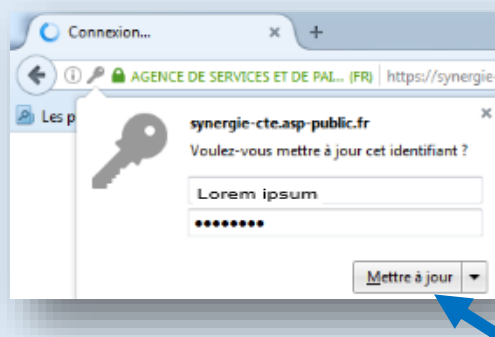 Connexion...
AGENCE DE SERVICES ET DE PAI... (FR) https://synergie-
Les p
synergie-cte.asp-public.fr
Voulez-vous mettre à jour cet identifiant ?
Lorem ipsum
••••••••
Mettre à jour